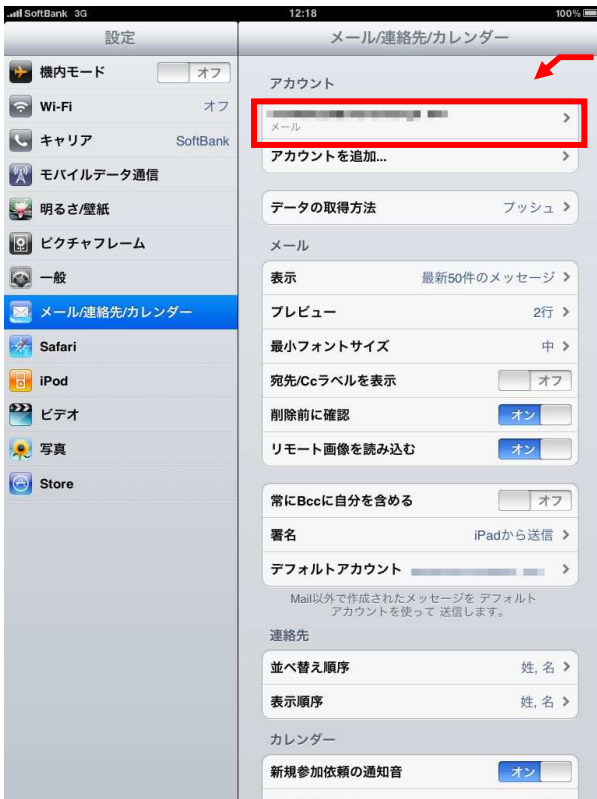 SoftBank 3G
12:18
100%
設定
機内モード
オフ
Wi-Fi
オフ
キャリア
SoftBank
モバイルデータ通信
明るさ/壁紙
ピクチャフレーム
一般
メール/連絡先/カレンダー
Safari
iPod
ビデオ
写真
Store
メール/連絡先/カレンダー
アカウント
メール
アカウントを追加...
データの取得方法
プッシュ
メール
表示
最新50件のメッセージ
プレビュー
2行
最小フォントサイズ
中
宛先/Ccラベルを表示
オフ
削除前に確認
オン
リモート画像を読み込む
オン
常にBccに自分を含める
オフ
署名
iPadから送信
デフォルトアカウント
Mail以外で作成されたメッセージを デフォルト
アカウントを使って 送信します。
連絡先
並べ替え順序
姓, 名
表示順序
姓, 名
カレンダー
新規参加依頼の通知音
オン